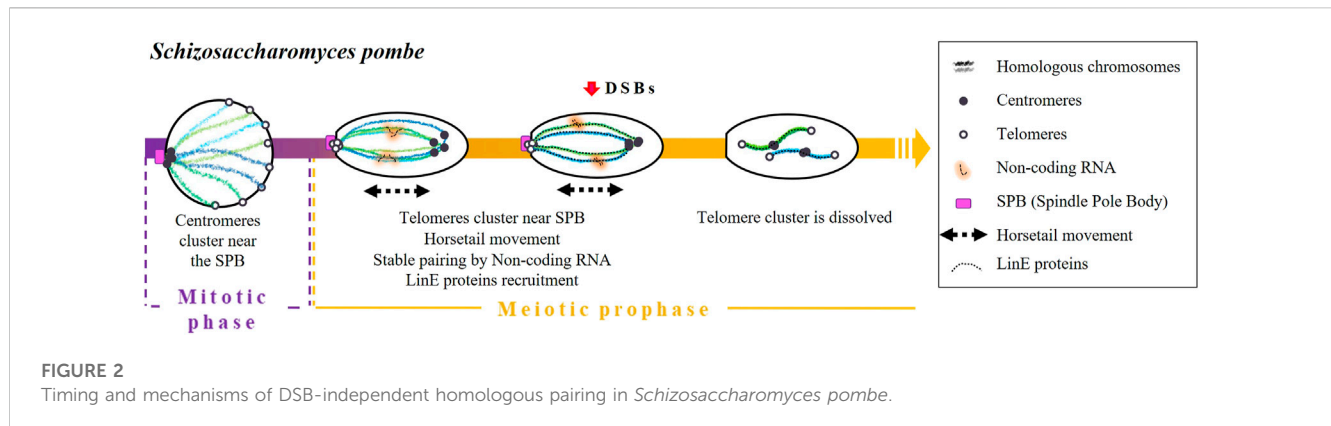 Schizosaccharomyces pombe
DSBs
Centromeres
cluster near
the SPB
Telomeres cluster near SPB
Horsetail movement
Stable pairing by Non-coding RNA
LinE proteins recruitment
Telomere cluster is dissolved
Mitotic
phase
Meiotic prophase
Homologous chromosomes
Centromeres
Telomeres
Non-coding RNA
SPB (Spindle Pole Body)
Horsetail movement
LinE proteins
FIGURE 2
Timing and mechanisms of DSB-independent homologous pairing in Schizosaccharomyces pombe.